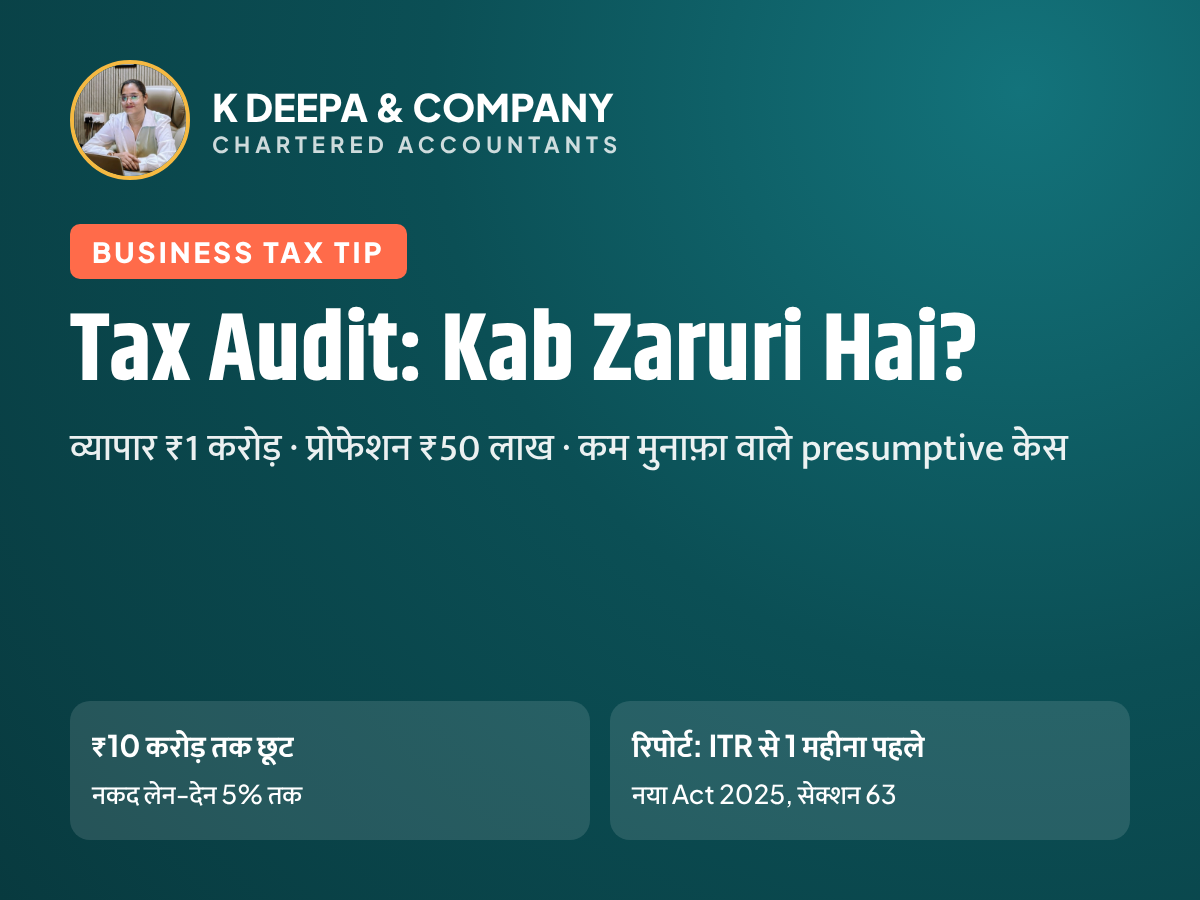 K DEEPA & COMPANY
CHARTERED ACCOUNTANTS
BUSINESS TAX TIP
Tax Audit: Kab Zaruri Hai?
व्यापार ₹1 करोड़ · प्रोफेशन ₹50 लाख · कम मुनाफ़ा वाले presumptive केस
₹10 करोड़ तक छूट
नकद लेन-देन 5% तक
रिपोर्ट: ITR से 1 महीना पहले
नया Act 2025, सेक्शन 63